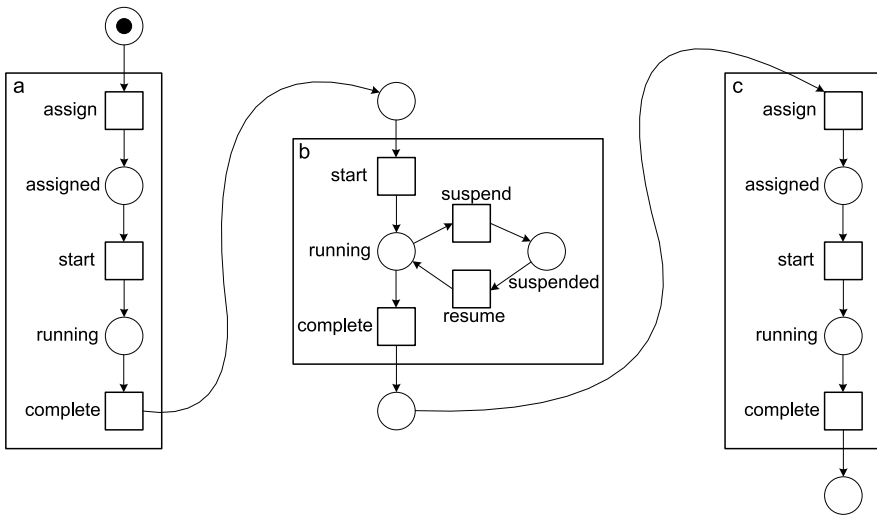 a
assign
assigned
start
running
complete
b
start
suspend
running
suspended
resume
complete
c
assign
assigned
start
running
complete